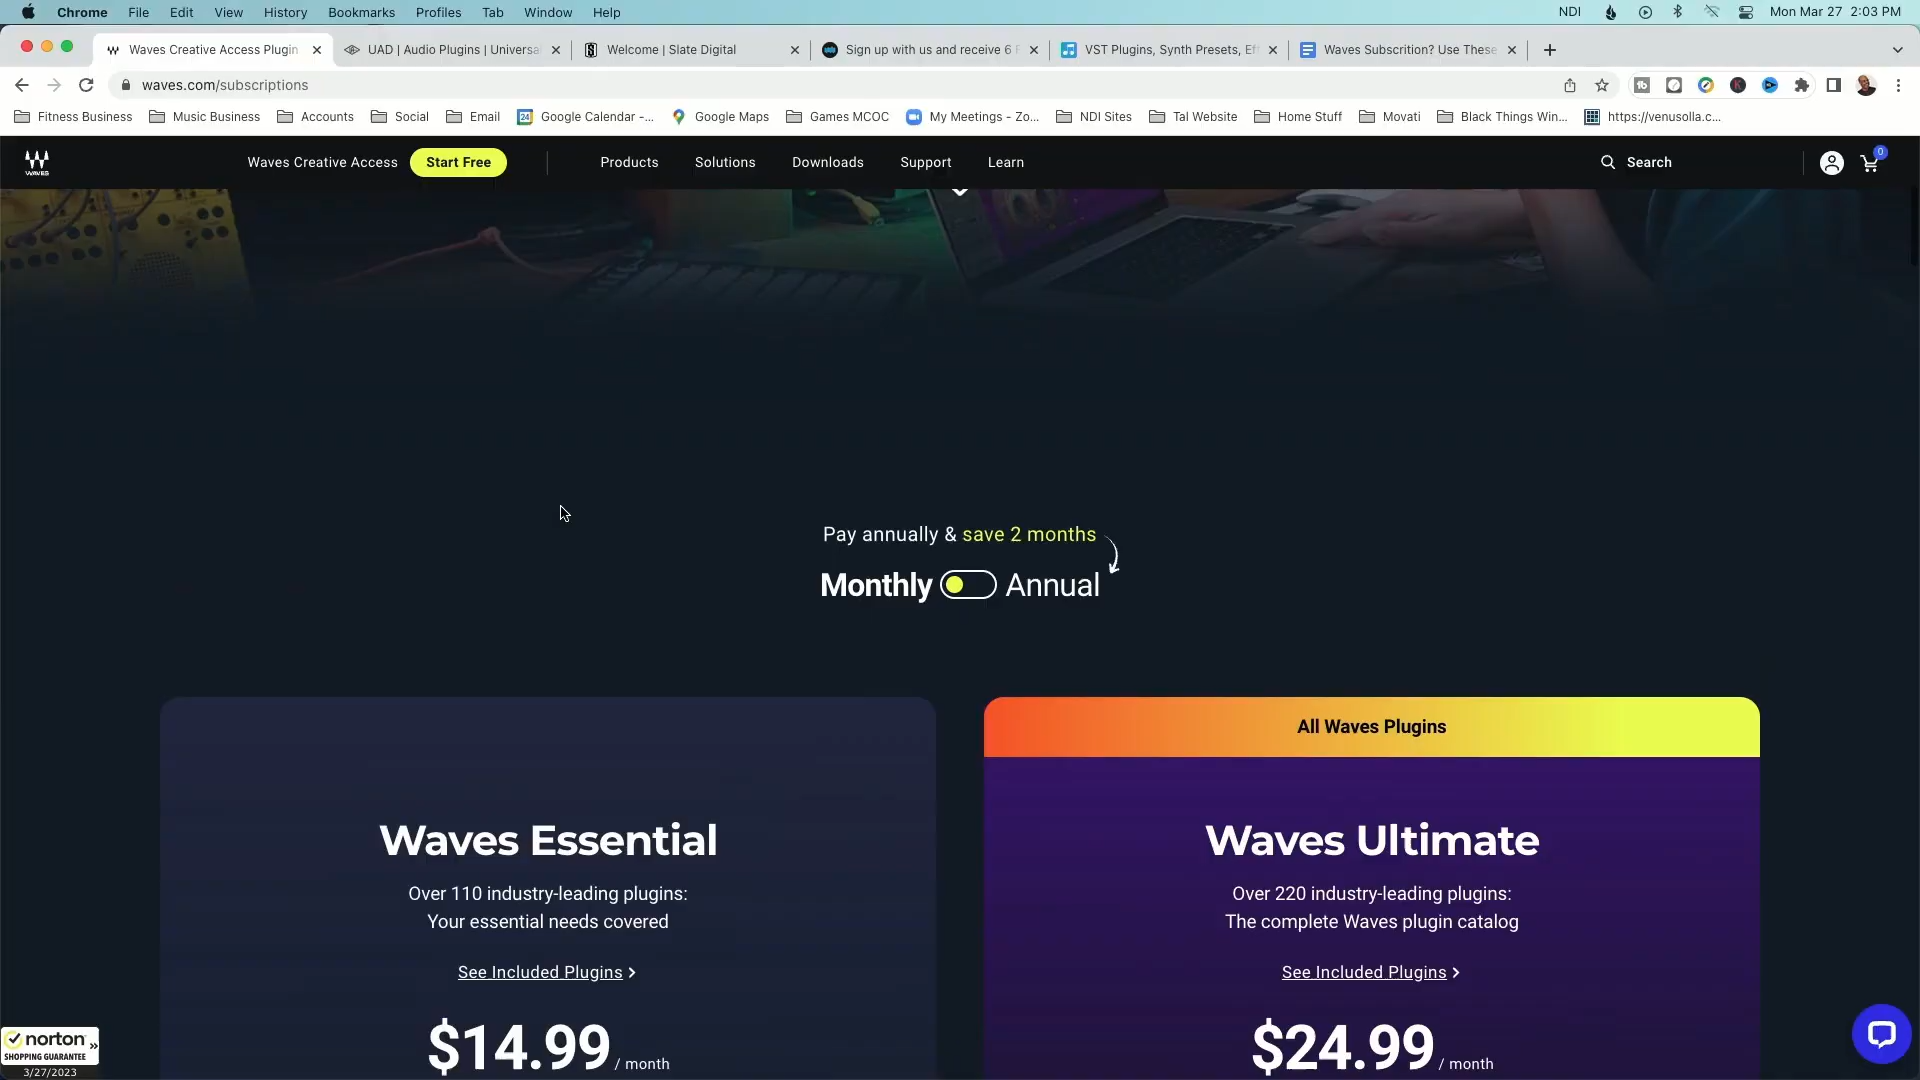 Chrome File Edit View History Bookmarks Profiles Tab Window Help NDI Mon Mar 27 2:03 PM
Waves Creative Access Plugin UAD | Audio Plugins | Universa Welcome | Slate Digital Sign up with us and receive 6 VST Plugins, Synth Presets, Ef Waves Subscrition? Use These
waves.com/subscriptions
Fitness Business Music Business Accounts Social Email 24 Google Calendar -... Google Maps Games MCOC My Meetings - Zo... NDI Sites Tal Website Home Stuff Movati Black Things Win... https://venusolla.c...
WAVES Waves Creative Access Start Free Products Solutions Downloads Support Learn Search 0
Pay annually & save 2 months
Monthly Annual
All Waves Plugins
Waves Essential
Over 110 industry-leading plugins:
Your essential needs covered
See Included Plugins >
$14.99 / month
Waves Ultimate
Over 220 industry-leading plugins:
The complete Waves plugin catalog
See Included Plugins >
$24.99 / month
norton »
SHOPPING GUARANTEE
3/27/2023